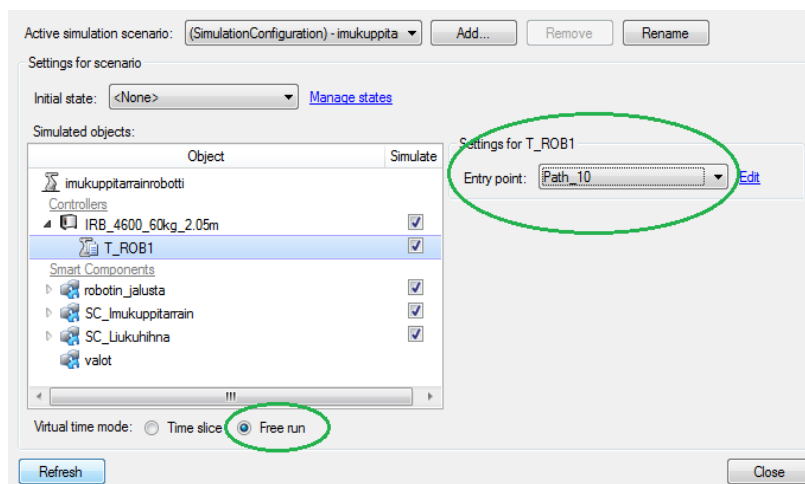 Active simulation scenario: (SimulationConfiguration) - imukuppita Add... Remove Rename
Settings for scenario
Initial state: <None> Manage states
Simulated objects:
Object Simulate
imukuppitarrainrobotti
Controllers
IRB_4600_60kg_2.05m
T_ROB1
Smart Components
robotin_jalusta
SC_Imukuppitarrain
SC_Liukuhihna
valot
Settings for T_ROB1
Entry point: Path_10 Edit
Virtual time mode: Time slice Free run
Refresh Close